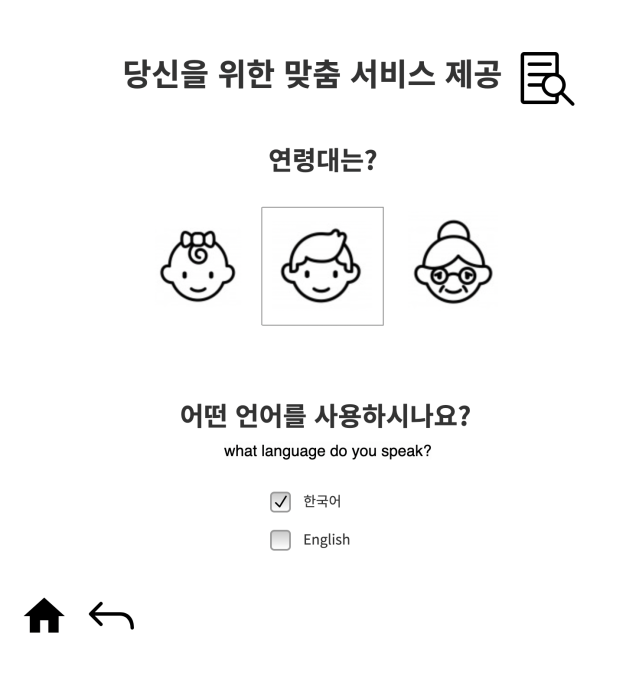 당신을 위한 맞춤 서비스 제공
연령대는?
어떤 언어를 사용하시나요?
what language do you speak?
한국어
English